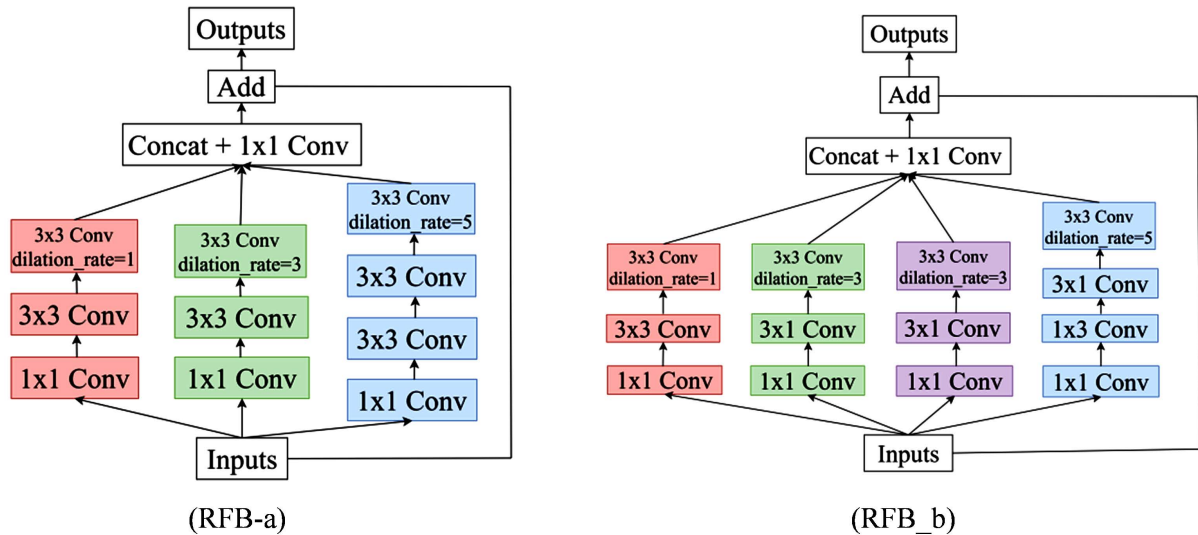 Outputs
Add
Concat + 1x1 Conv
3x3 Conv
dilation_rate=1
3x3 Conv
1x1 Conv
3x3 Conv
dilation_rate=3
3x3 Conv
1x1 Conv
3x3 Conv
dilation_rate=5
3x3 Conv
3x3 Conv
1x1 Conv
Inputs
(RFB-a)
Outputs
Add
Concat + 1x1 Conv
3x3 Conv
dilation_rate=1
3x3 Conv
1x1 Conv
3x3 Conv
dilation_rate=3
3x1 Conv
1x1 Conv
3x3 Conv
dilation_rate=3
3x1 Conv
1x1 Conv
3x3 Conv
dilation_rate=5
3x1 Conv
1x3 Conv
1x1 Conv
Inputs
(RFB_b)